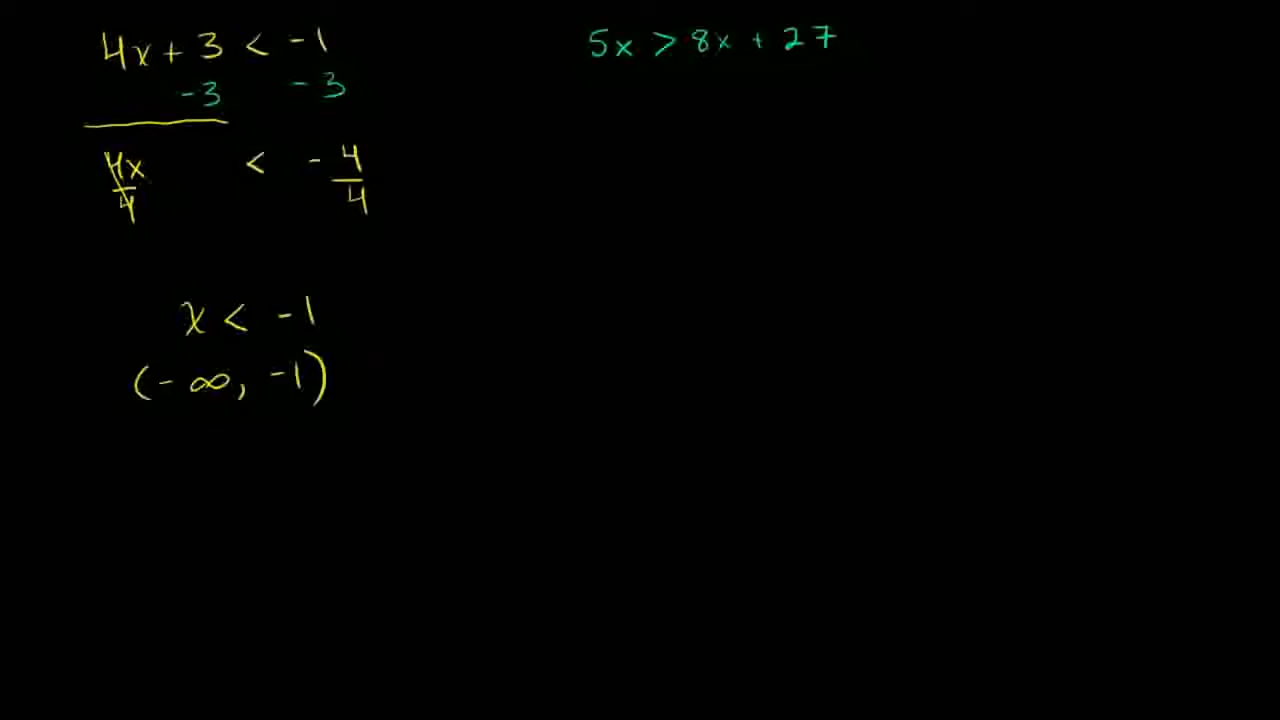 4x + 3 < -1
-3 -3
4x < - 4
4 4
x < -1
(-∞, -1)
5x > 8x + 27